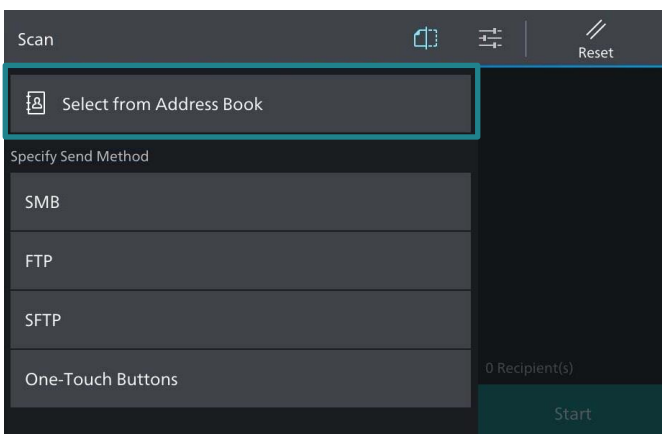 Scan
Reset
Select from Address Book
Specify Send Method
SMB
FTP
SFTP
One-Touch Buttons
0 Recipient(s)
Start